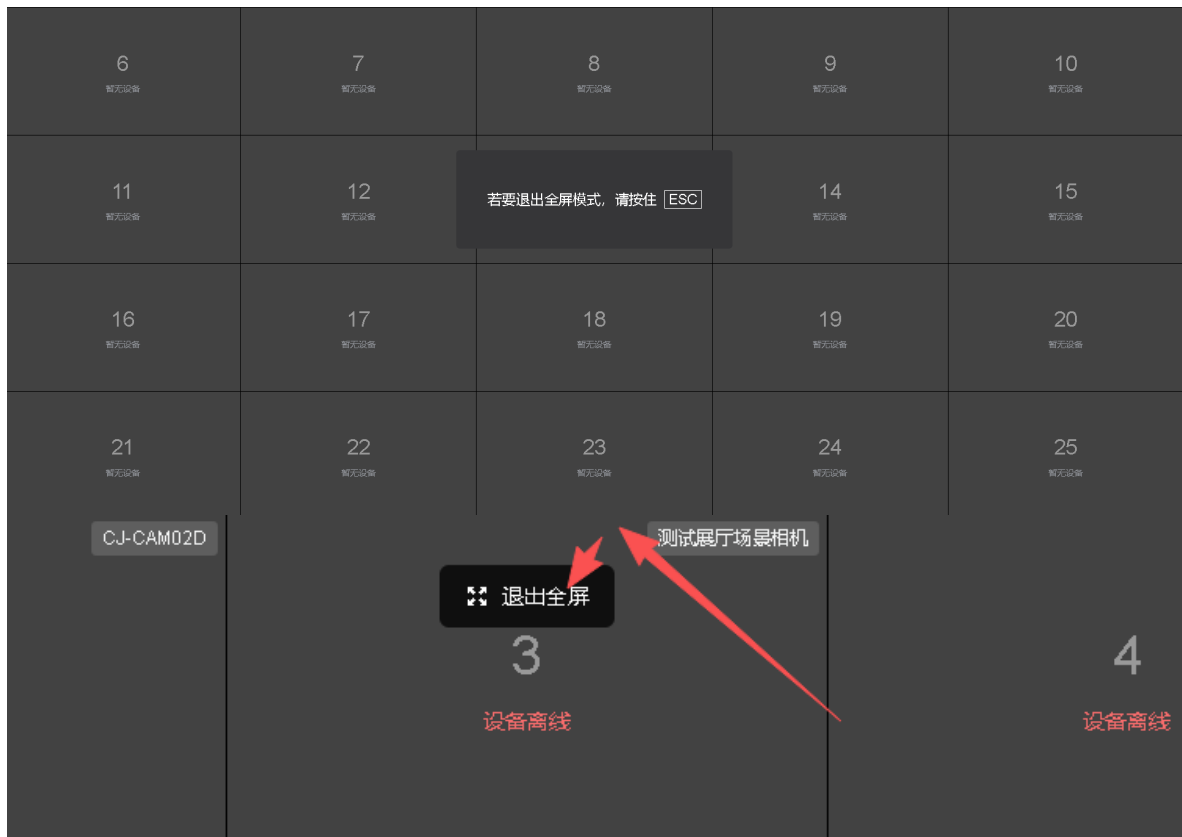 6 7 8 9 10
暂无设备 暂无设备 暂无设备 暂无设备 暂无设备
11 12 14 15
暂无设备 暂无设备 暂无设备 暂无设备
若要退出全屏模式，请按住 ESC
16 17 18 19 20
暂无设备 暂无设备 暂无设备 暂无设备 暂无设备
21 22 23 24 25
暂无设备 暂无设备 暂无设备 暂无设备 暂无设备
CJ-CAM02D 测试展厅场景相机
退出全屏
3 4
设备离线 设备离线